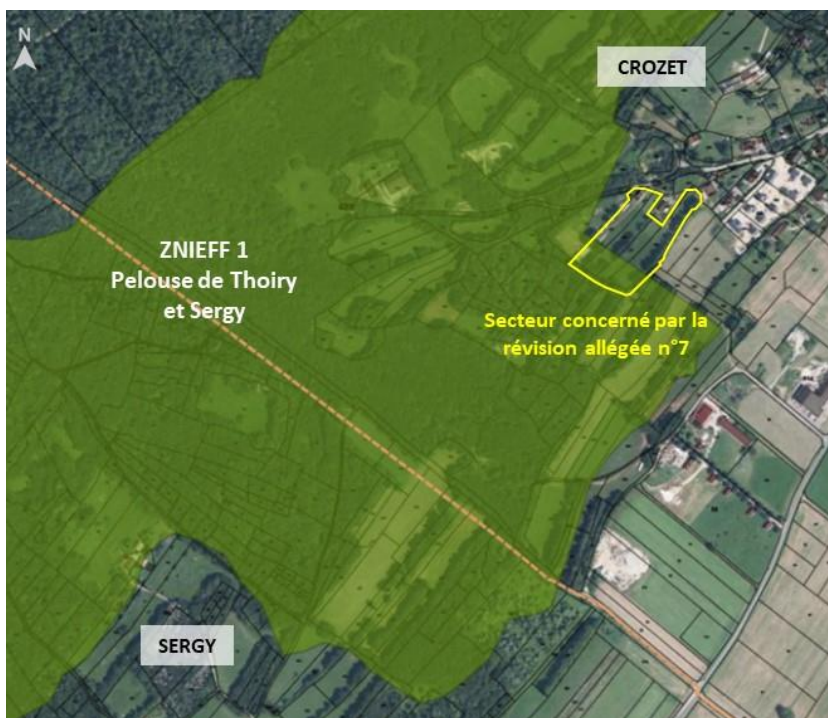 N
CROZET
ZNIEFF 1
Pelouse de Thoiry
et Sergy
Secteur concerné par la
révision allégée n°7
SERGY